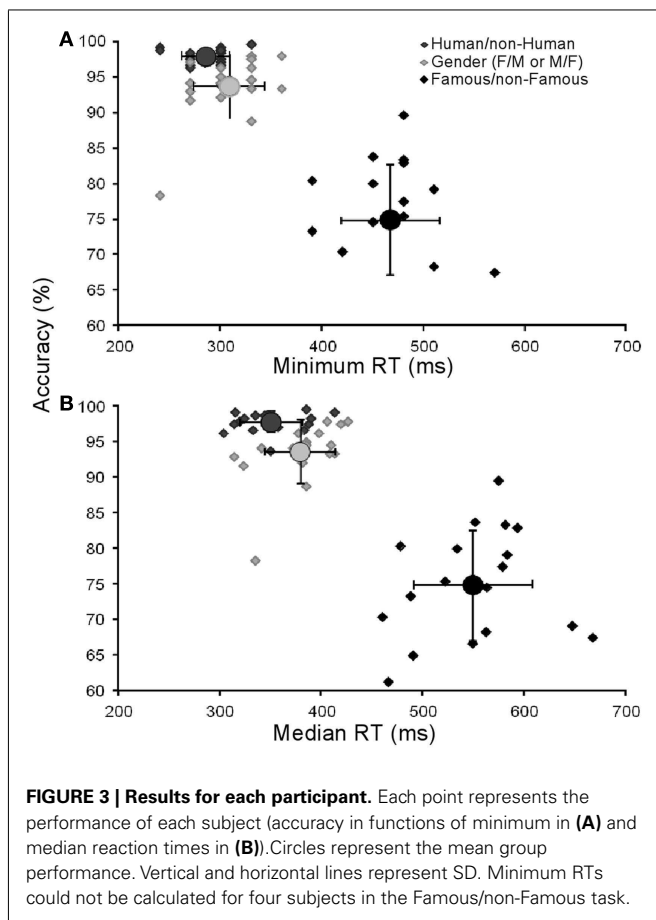 A
100
95
90
85
80
75
70
65
60
Human/non-Human
Gender (F/M or M/F)
Famous/non-Famous
200 300 400 500 600 700
Minimum RT (ms)
Accuracy (%)
B
100
95
90
85
80
75
70
65
60
200 300 400 500 600 700
Median RT (ms)
FIGURE 3 | Results for each participant. Each point represents the
performance of each subject (accuracy in functions of minimum in (A) and
median reaction times in (B)).Circles represent the mean group
performance. Vertical and horizontal lines represent SD. Minimum RTs
could not be calculated for four subjects in the Famous/non-Famous task.